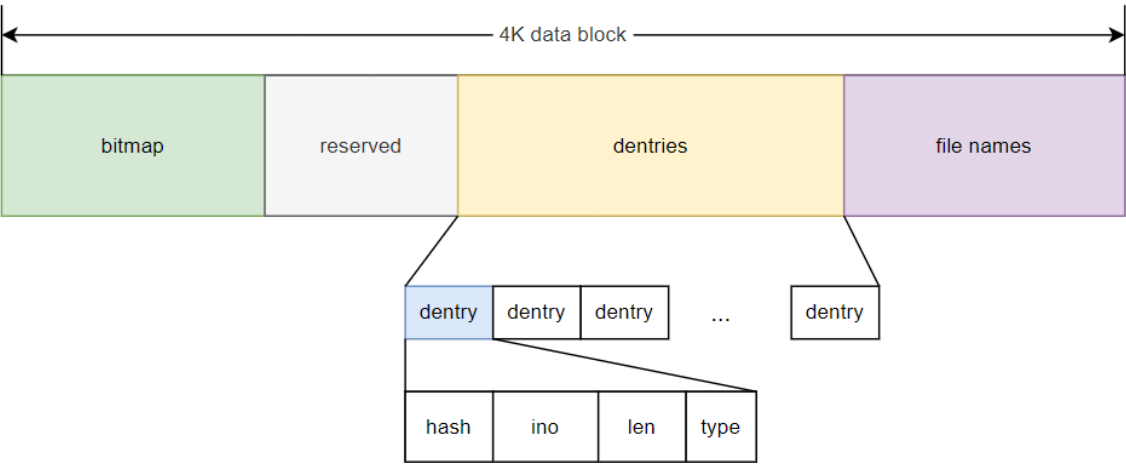 4K data block
bitmap reserved dentries file names
dentry dentry dentry ... dentry
hash ino len type